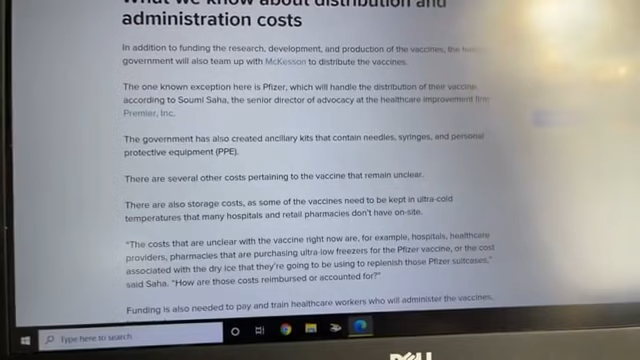 What we know about distribution and
administration costs
In addition to funding the research, development, and production of the vaccines, the
government will also team up with McKesson to distribute the vaccines.
The one known exception here is Pfizer, which will handle the distribution of their vaccine,
according to Soumi Saha, the senior director of advocacy at the healthcare improvement firm
Premier, Inc.
The government has also created ancillary kits that contain needles, syringes, and personal
protective equipment (PPE).
There are several other costs pertaining to the vaccine that remain unclear.
There are also storage costs, as some of the vaccines need to be kept in ultra-cold
temperatures that many hospitals and retail pharmacies don't have on-site.
"The costs that are unclear with the vaccine right now are, for example, hospitals, healthcare
providers, pharmacies that are purchasing ultra-low freezers for the Pfizer vaccine, or the cost
associated with the dry ice that they're going to be using to replenish those Pfizer suitcases,"
said Saha. "How are those costs reimbursed or accounted for?"
Funding is also needed to pay and train healthcare workers who will administer the vaccines.
Type here to search
DELL